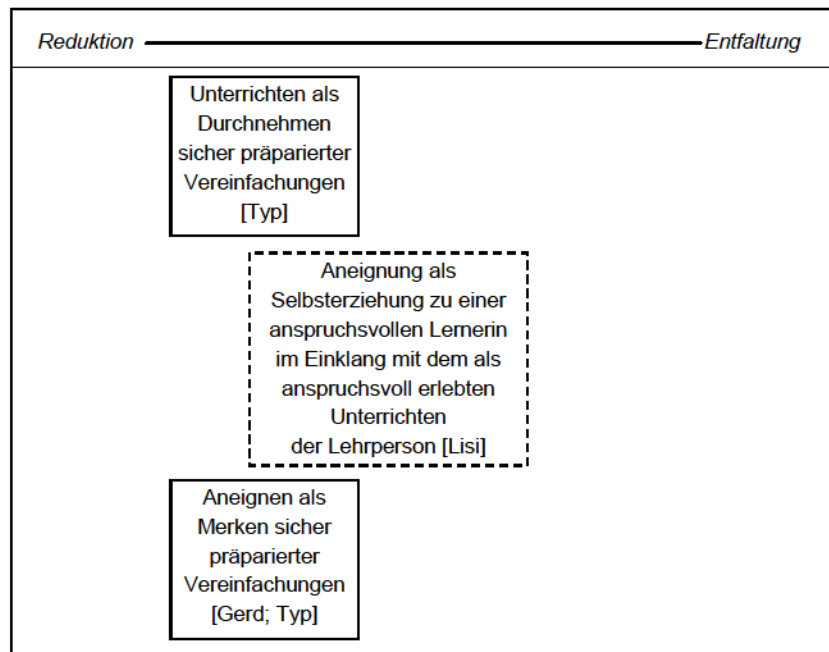 Reduktion Entfaltung
Unterrichten als
Durchnehmen
sicher präparierter
Vereinfachungen
[Typ]
Aneignung als
Selbsterziehung zu einer
anspruchsvollen Lernerin
im Einklang mit dem als
anspruchsvoll erlebten
Unterrichten
der Lehrperson [Lisi]
Aneignen als
Merken sicher
präparierter
Vereinfachungen
[Gerd; Typ]